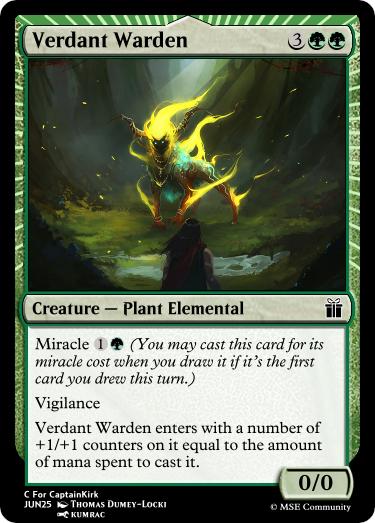 Verdant Warden 3
Creature — Plant Elemental
Miracle 1 (You may cast this card for its
miracle cost when you draw it if it's the first
card you drew this turn.)
Vigilance
Verdant Warden enters with a number of
+1/+1 counters on it equal to the amount
of mana spent to cast it.
0/0
C For CaptainKirk
JUN25 Thomas Dumey-Locki
KUMRAC
© MSE Community